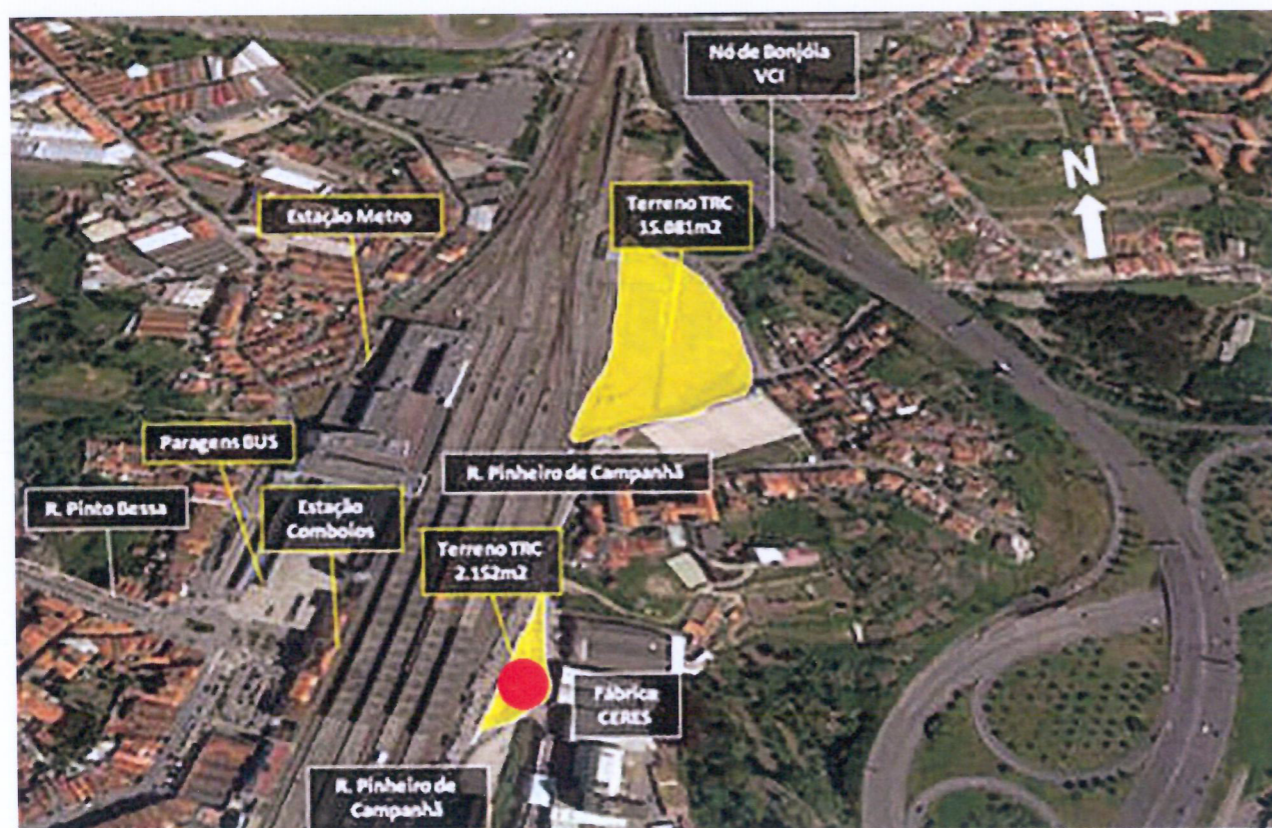 Nó de Bonjóia
VCI
N
Estação Metro
Terreno TRC
15.081m2
Paragens BUS
R. Pinheiro de Campanhã
R. Pinto Bessa
Estação
Comboios
Terreno TRC
2.152m2
Fábrica
CERES
R. Pinheiro de
Campanhã